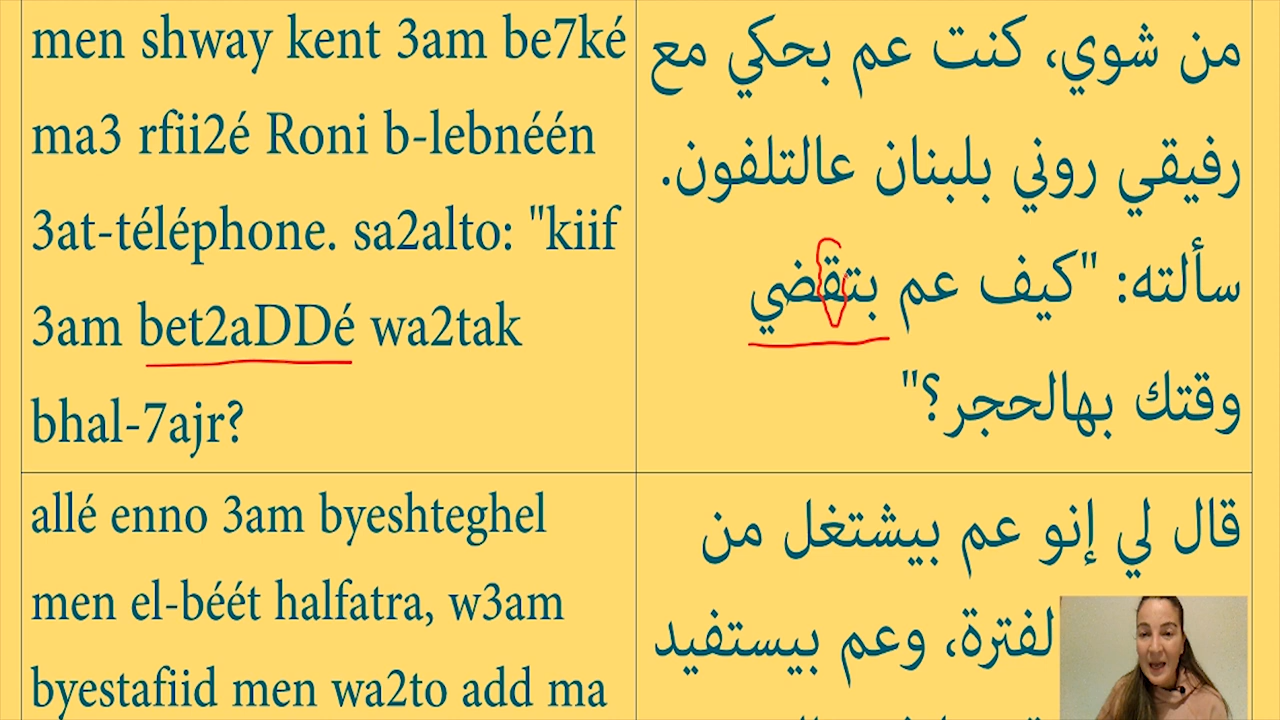 men shway kent 3am be7ké
ma3 rfii2é Roni b-lebnéén
3at-téléphone. sa2alto: "kiif
3am bet2aDDé wa2tak
bhal-7ajr?
من شوي، كنت عم بحكي مع
رفيقي روني بلبنان عالتلفون.
سألته: "كيف عم بتقضي
وقتك بهالحجر؟"
allé enno 3am byeshteghel
men el-béét halfatra, w3am
byestafiid men wa2to add ma
قال لي إنو عم بيشتغل من
لفترة، وعم بيستفيد